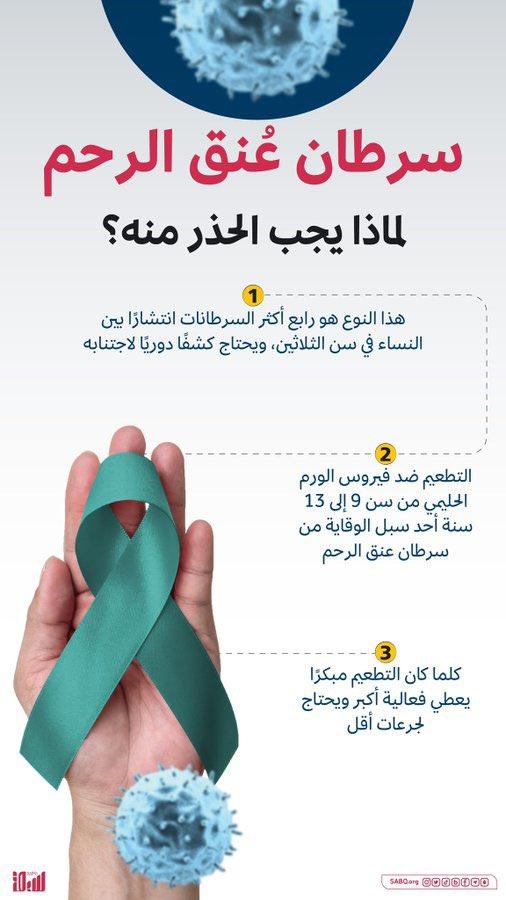 سرطان عُنق الرحم
لماذا يجب الحذر منه؟
1
هذا النوع هو رابع أكثر السرطانات انتشارًا بين
النساء في سن الثلاثين، ويحتاج كشفًا دوريًا لاجتنابه
2
التطعيم ضد فيروس الورم
الحليمي من سن 9 إلى 13
سنة أحد سبل الوقاية من
سرطان عنق الرحم
3
كلما كان التطعيم مبكرًا
يعطي فعالية أكبر ويحتاج
لجرعات أقل
سبق
SABQ.org